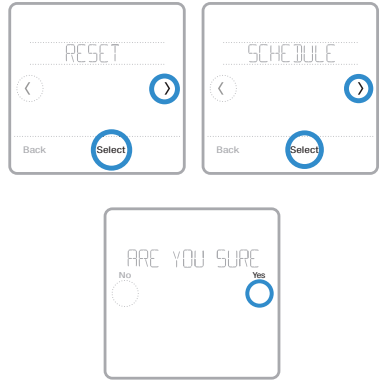 RESET
Back Select
SCHEDULE
Back Select
ARE YOU SURE
No Yes